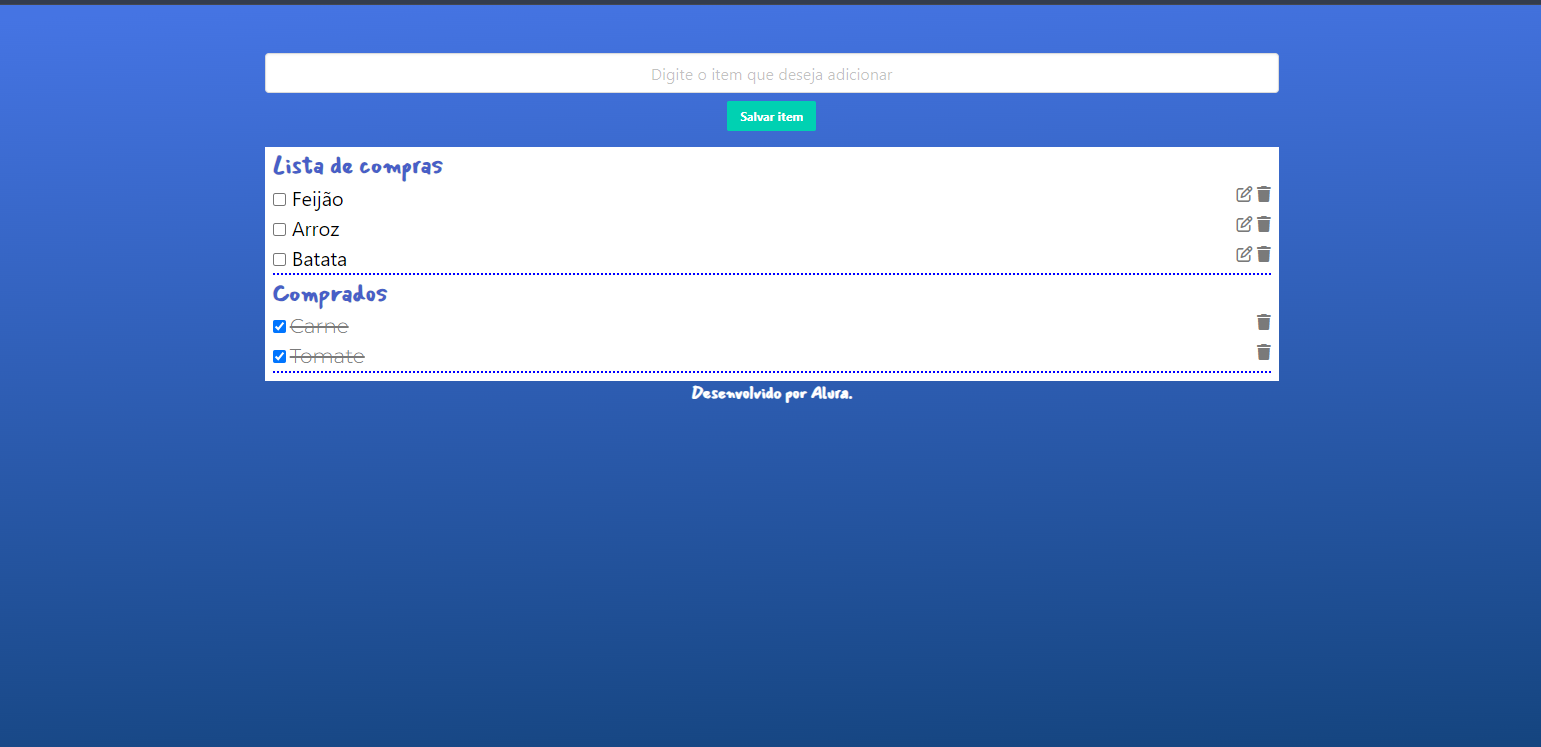 Digite o item que deseja adicionar
Salvar item
Lista de compras
Feijão
Arroz
Batata
Comprados
Carne
Tomate
Desenvolvido por Alura.